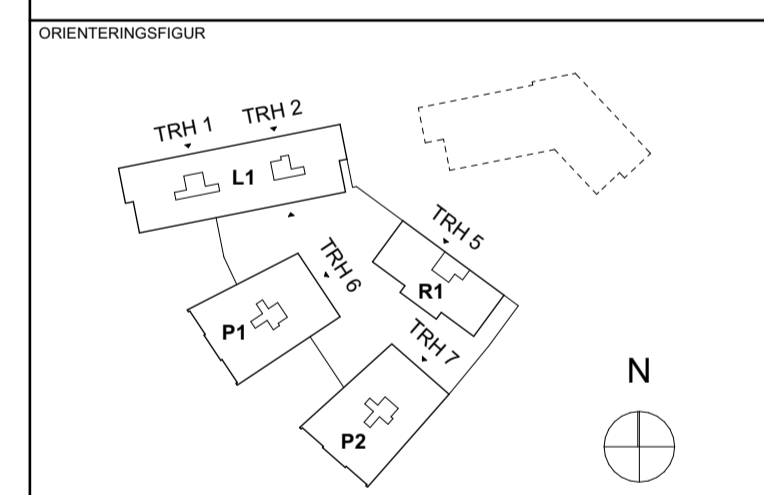 ORIENTERINGSFIGUR
TRH 1
TRH 2
L1
TRH 5
TRH 6
R1
P1
TRH 7
N
P2